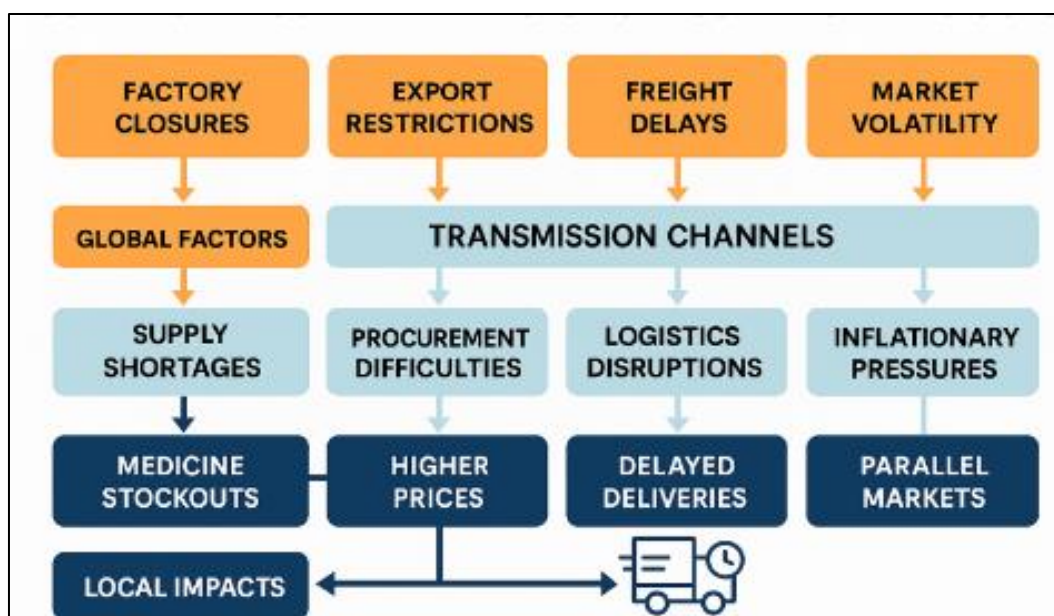 FACTORY
CLOSURES
EXPORT
RESTRICTIONS
FREIGHT
DELAYS
MARKET
VOLATILITY
GLOBAL FACTORS
TRANSMISSION CHANNELS
SUPPLY
SHORTAGES
PROCUREMENT
DIFFICULTIES
LOGISTICS
DISRUPTIONS
INFLATIONARY
PRESSURES
MEDICINE
STOCKOUTS
HIGHER
PRICES
DELAYED
DELIVERIES
PARALLEL
MARKETS
LOCAL IMPACTS